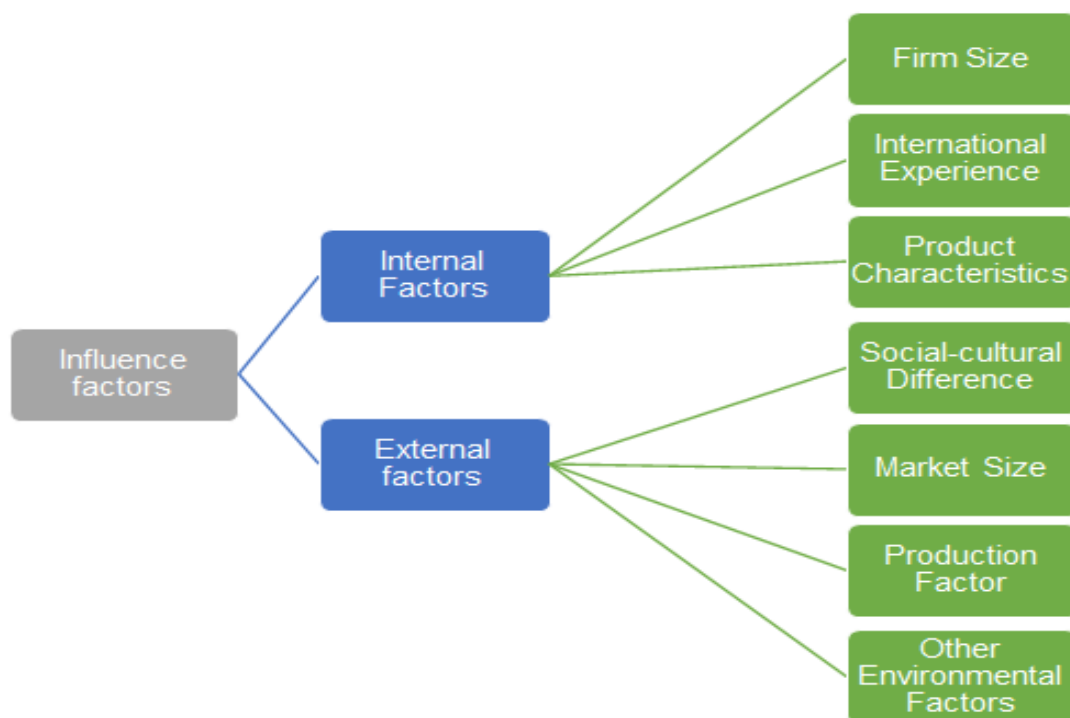 Influence
factors
Internal
Factors
External
factors
Firm Size
International
Experience
Product
Characteristics
Social-cultural
Difference
Market Size
Production
Factor
Other
Environmental
Factors